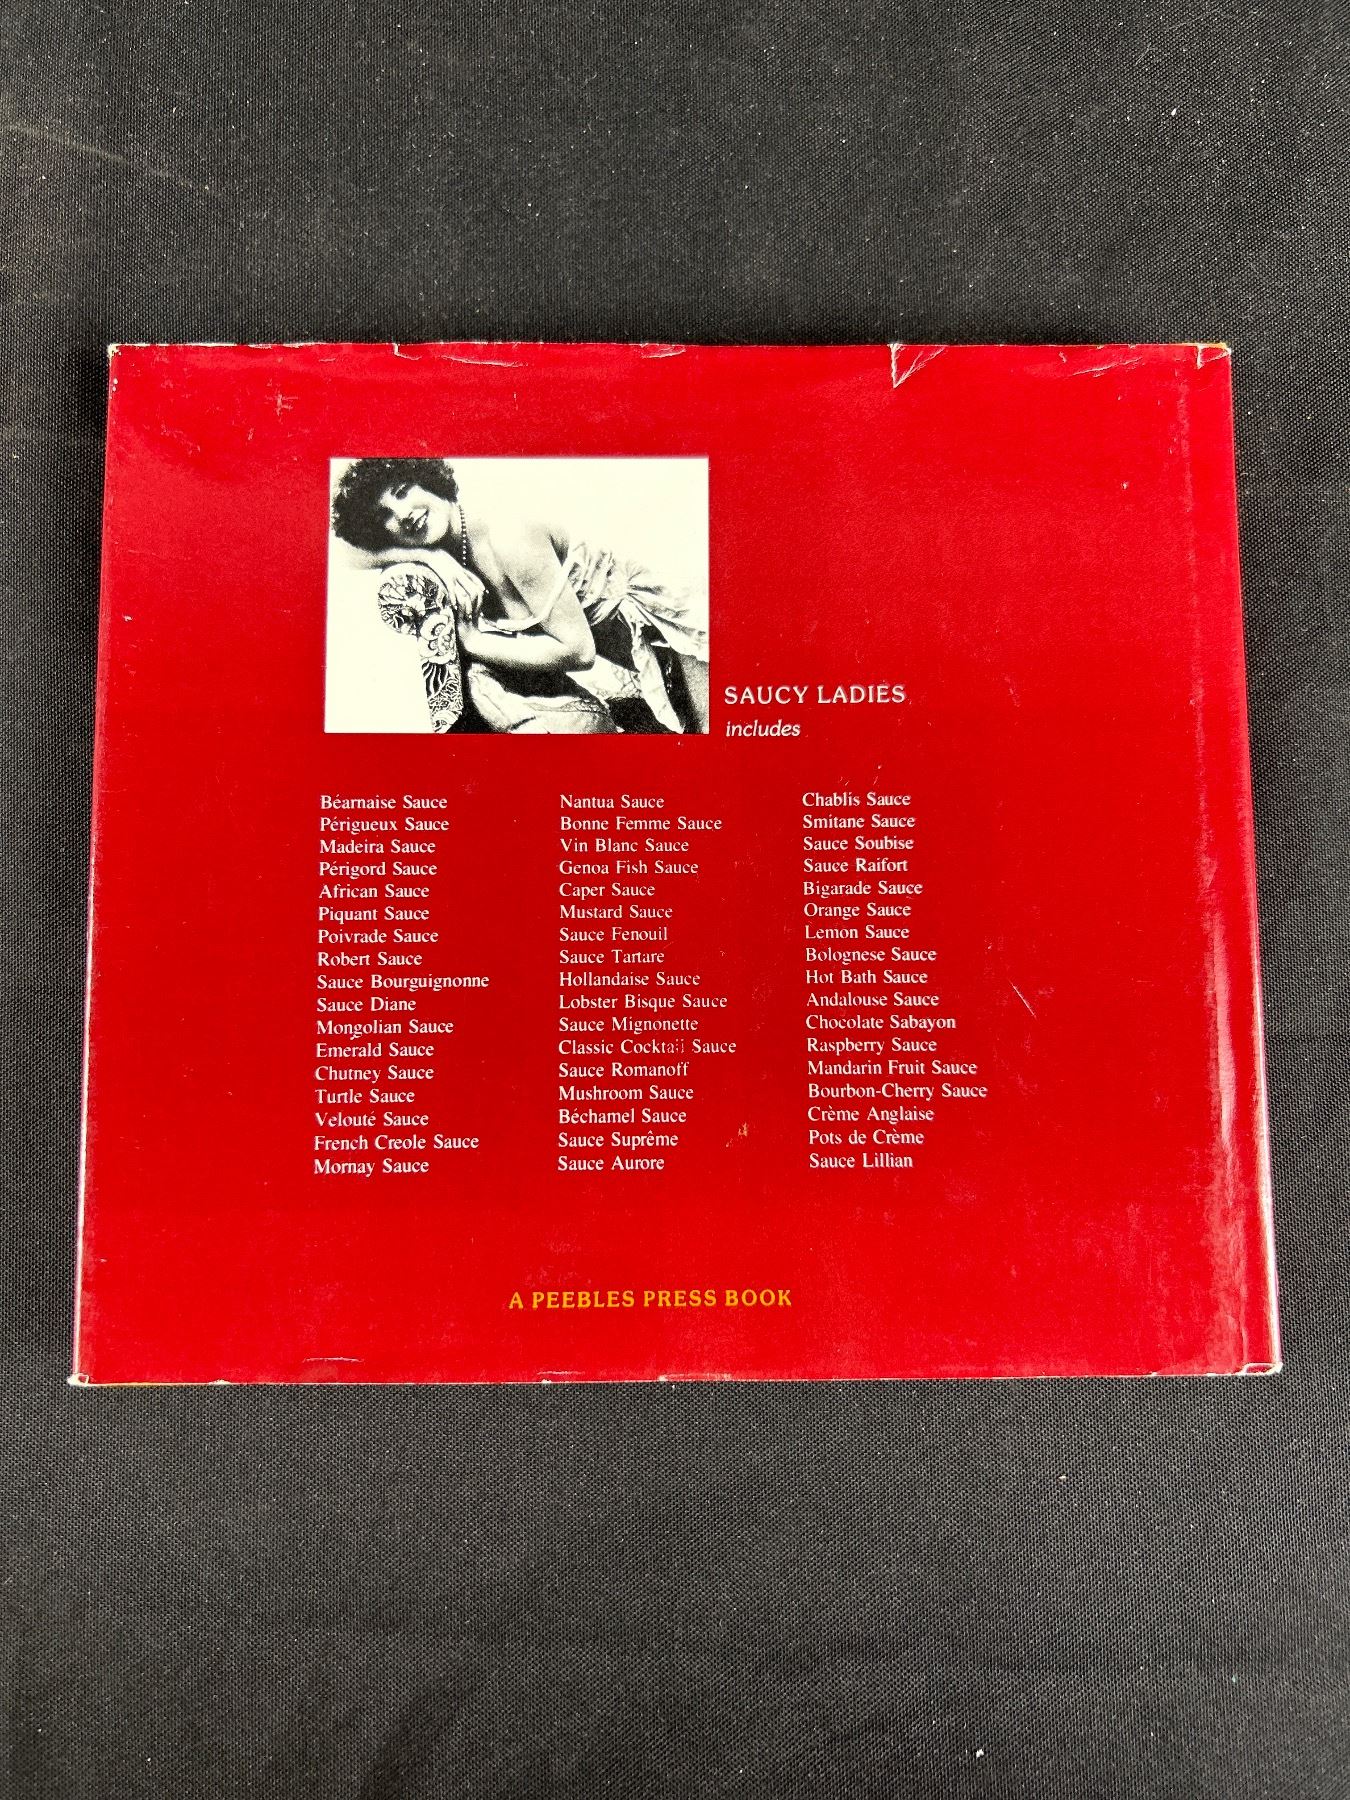 SAUCY LADIES
includes
Béarnaise Sauce
Périgueux Sauce
Madeira Sauce
Périgord Sauce
African Sauce
Piquant Sauce
Poivrade Sauce
Robert Sauce
Sauce Bourguignonne
Sauce Diane
Mongolian Sauce
Emerald Sauce
Chutney Sauce
Turtle Sauce
Velouté Sauce
French Creole Sauce
Mornay Sauce
Nantua Sauce
Bonne Femme Sauce
Vin Blanc Sauce
Genoa Fish Sauce
Caper Sauce
Mustard Sauce
Sauce Fenouil
Sauce Tartare
Hollandaise Sauce
Lobster Bisque Sauce
Sauce Mignonette
Classic Cocktail Sauce
Sauce Romanoff
Mushroom Sauce
Béchamel Sauce
Sauce Suprême
Sauce Aurore
Chablis Sauce
Smitane Sauce
Sauce Soubise
Sauce Raifort
Bigarade Sauce
Orange Sauce
Lemon Sauce
Bolognese Sauce
Hot Bath Sauce
Andalouse Sauce
Chocolate Sabayon
Raspberry Sauce
Mandarin Fruit Sauce
Bourbon-Cherry Sauce
Crème Anglaise
Pots de Crème
Sauce Lillian
A PEEBLES PRESS BOOK